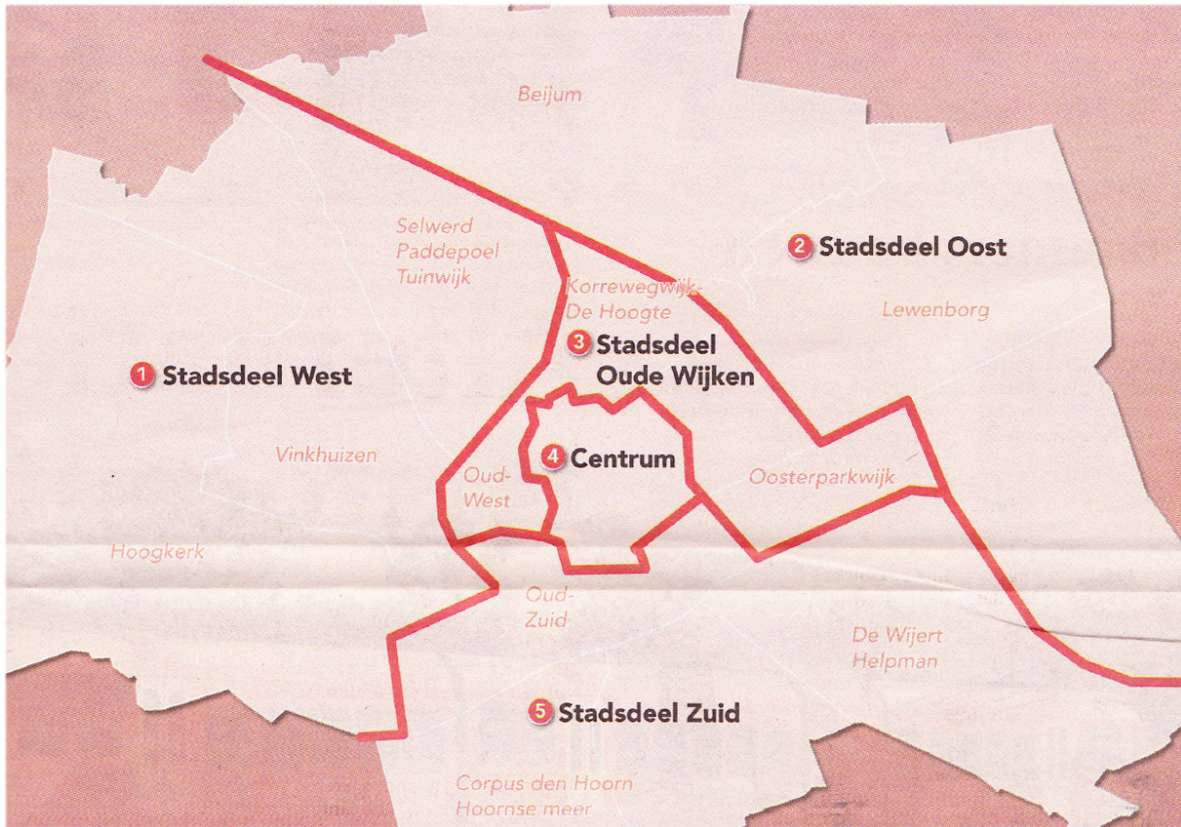 Beijum
Selwerd
Paddepoel
Tuinwijk
2 Stadsdeel Oost
Korrewegwijk-
De Hoogte
Lewenborg
3 Stadsdeel
Oude Wijken
1 Stadsdeel West
Vinkhuizen
4 Centrum
Oud-
West
Oosterparkwijk
Hoogkerk
Oud-
Zuid
De Wijert
Helpman
5 Stadsdeel Zuid
Corpus den Hoorn
Hoornse meer